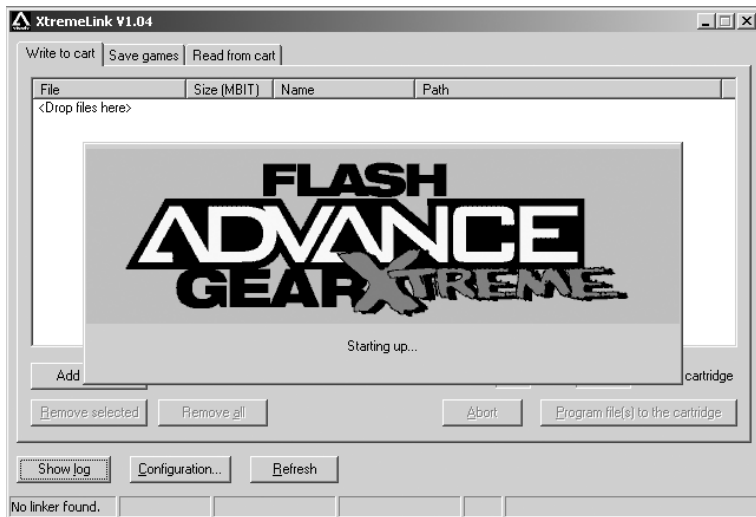 XtremeLink V1.04
Write to cart Save games Read from cart
File Size (MBIT) Name Path
<Drop files here>
FLASH
ADVANCE
GEAR XTREME
Starting up...
Add cartridge
Remove selected Remove all Abort Program file(s) to the cartridge
Show log Configuration... Refresh
No linker found.